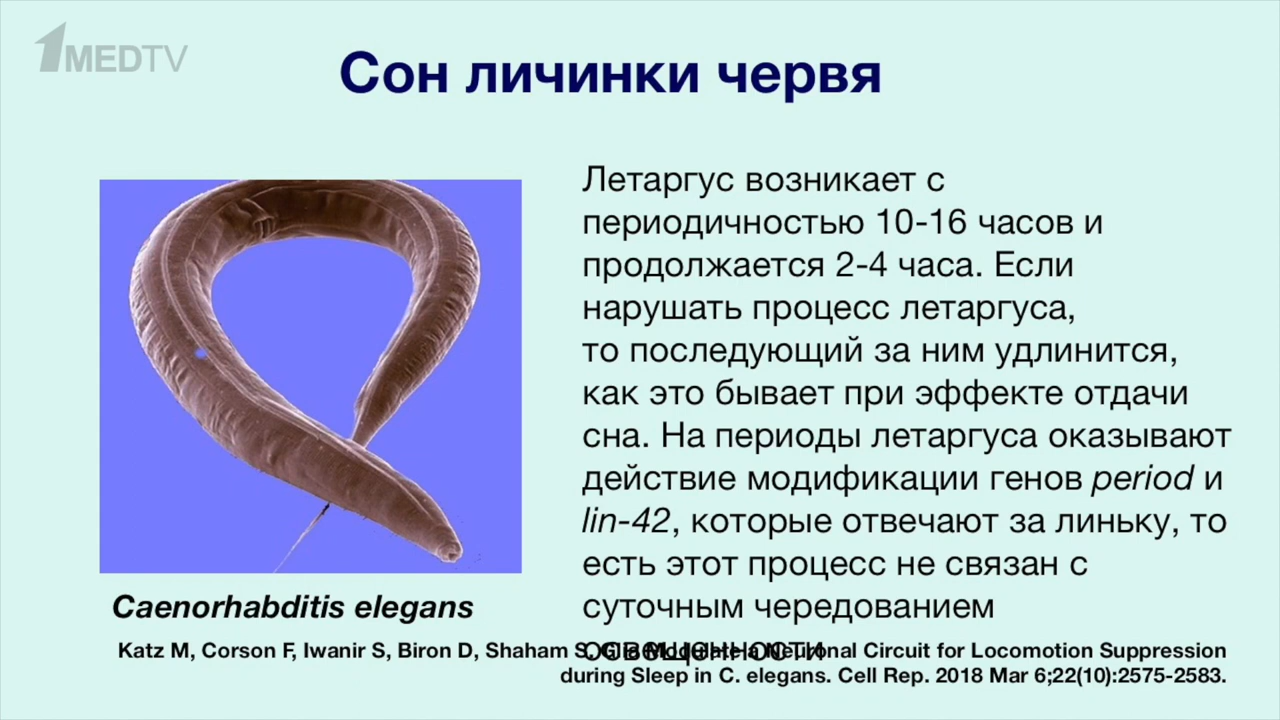 1MEDTV
Сон личинки червя
Летаргус возникает с
периодичностью 10-16 часов и
продолжается 2-4 часа. Если
нарушать процесс летаргуса,
то последующий за ним удлинится,
как это бывает при эффекте отдачи
сна. На периоды летаргуса оказывают
действие модификации генов period и
lin-42, которые отвечают за линьку, то
есть этот процесс не связан с
суточным чередованием
освещенности
Caenorhabditis elegans
Katz M, Corson F, Iwanir S, Biron D, Shaham S. Glia Modulate a Neuronal Circuit for Locomotion Suppression
during Sleep in C. elegans. Cell Rep. 2018 Mar 6;22(10):2575-2583.